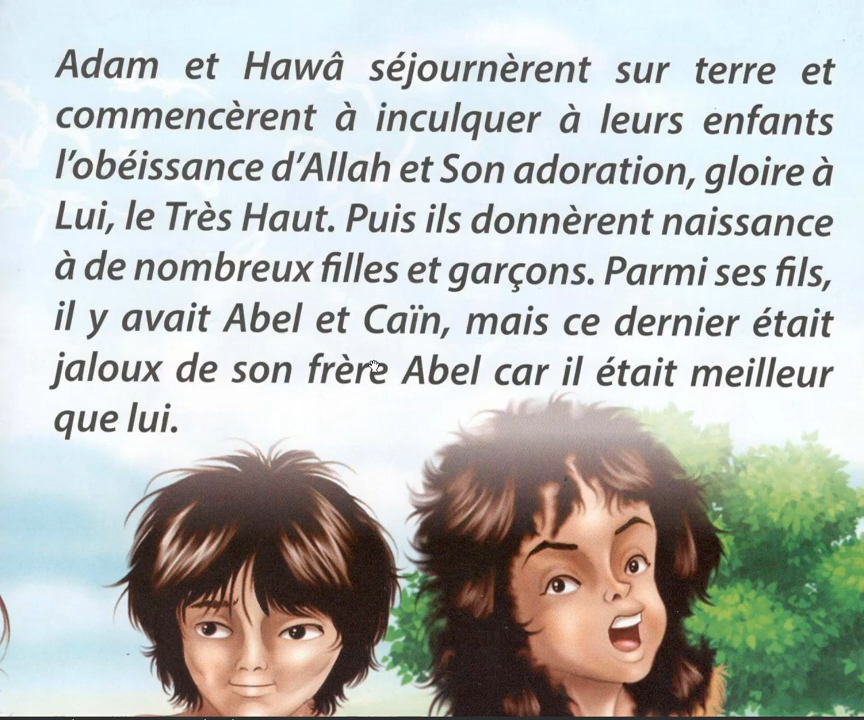 Adam et Hawâ séjournèrent sur terre et
commencèrent à inculquer à leurs enfants
l'obéissance d'Allah et Son adoration, gloire à
Lui, le Très Haut. Puis ils donnèrent naissance
à de nombreux filles et garçons. Parmi ses fils,
il y avait Abel et Caïn, mais ce dernier était
jaloux de son frère Abel car il était meilleur
que lui.